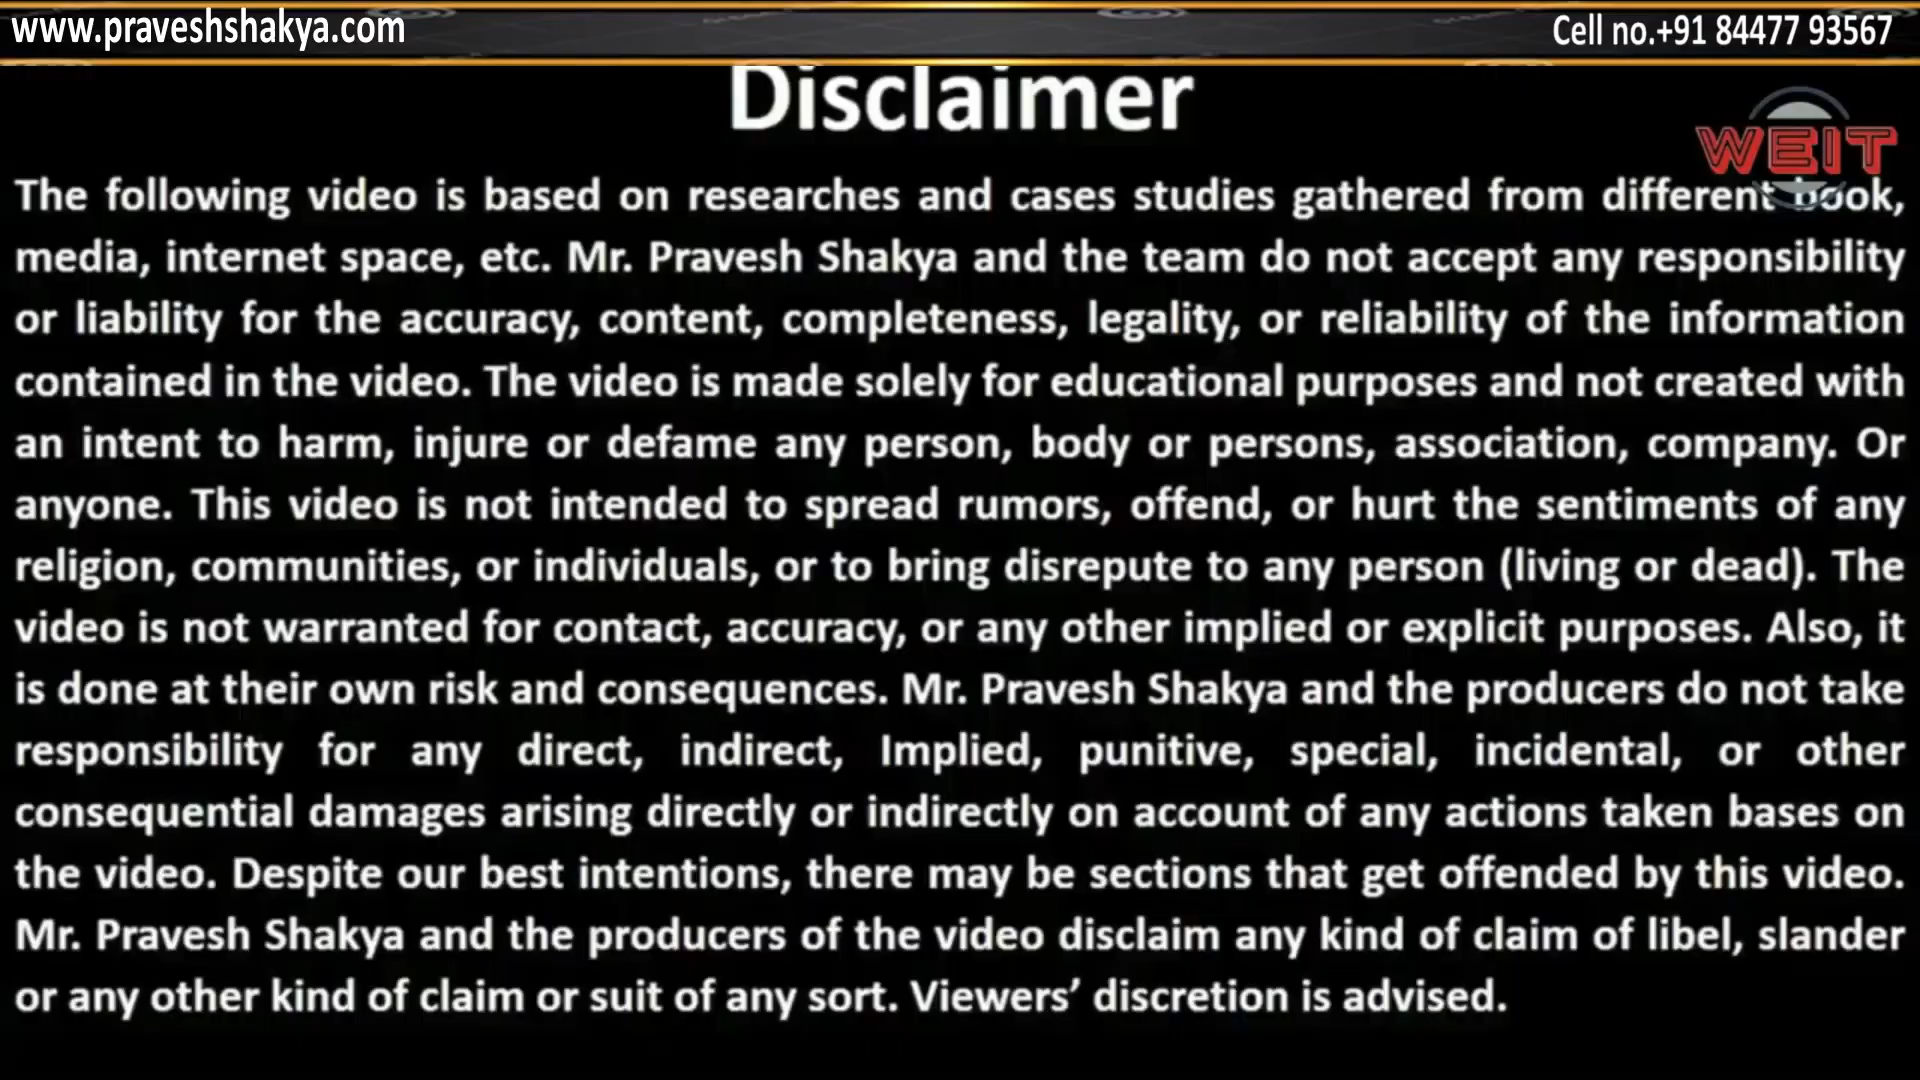 www.praveshshakya.com
Cell no.+91 84477 93567
Disclaimer
WEIT
The following video is based on researches and cases studies gathered from different book,
media, internet space, etc. Mr. Pravesh Shakya and the team do not accept any responsibility
or liability for the accuracy, content, completeness, legality, or reliability of the information
contained in the video. The video is made solely for educational purposes and not created with
an intent to harm, injure or defame any person, body or persons, association, company. Or
anyone. This video is not intended to spread rumors, offend, or hurt the sentiments of any
religion, communities, or individuals, or to bring disrepute to any person (living or dead). The
video is not warranted for contact, accuracy, or any other implied or explicit purposes. Also, it
is done at their own risk and consequences. Mr. Pravesh Shakya and the producers do not take
responsibility for any direct, indirect, Implied, punitive, special, incidental, or other
consequential damages arising directly or indirectly on account of any actions taken bases on
the video. Despite our best intentions, there may be sections that get offended by this video.
Mr. Pravesh Shakya and the producers of the video disclaim any kind of claim of libel, slander
or any other kind of claim or suit of any sort. Viewers’ discretion is advised.